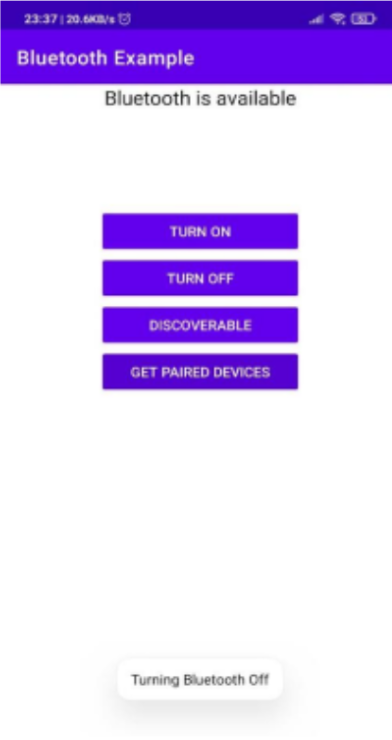 23:37 | 20.6KB/s
Bluetooth Example
Bluetooth is available
TURN ON
TURN OFF
DISCOVERABLE
GET PAIRED DEVICES
Turning Bluetooth Off